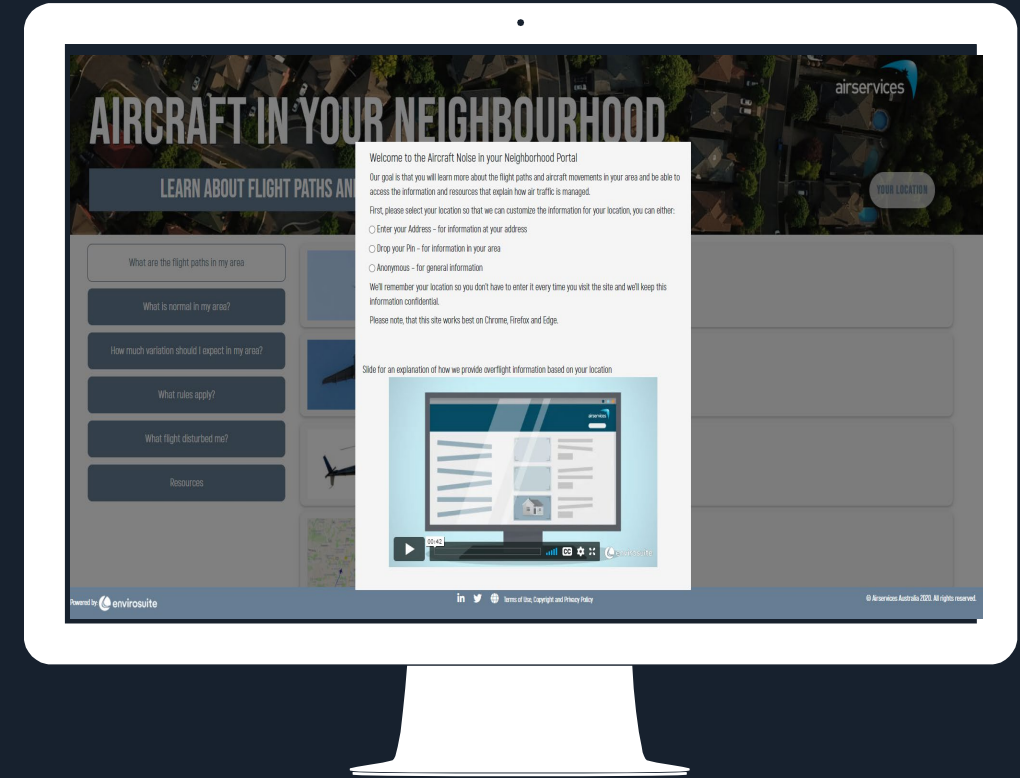 airservices
AIRCRAFT IN YOUR NEIGHBOURHOOD
LEARN ABOUT FLIGHT PATHS AN
YOUR LOCATION
What are the flight paths in my area
What is normal in my area?
How much variation should I expect in my area?
What rules apply?
What flight disturbed me?
Resources
Welcome to the Aircraft Noise in your Neighborhood Portal
Our goal is that you will learn more about the flight paths and aircraft movements in your area and be able to
access the information and resources that explain how air traffic is managed.
First, please select your location so that we can customize the information for your location, you can either:
Enter your Address - for information at your address
Drop your Pin - for information in your area
Anonymous - for general information
We'll remember your location so you don't have to enter it every time you visit the site and we'll keep this
information confidential.
Please note, that this site works best on Chrome, Firefox and Edge.
Slide for an explanation of how we provide overflight information based on your location
airservices
00:42
CC
envirosuite
Powered by envirosuite
in
Terms of Use, Copyright and Privacy Policy
© Airservices Australia 2020. All rights reserved.